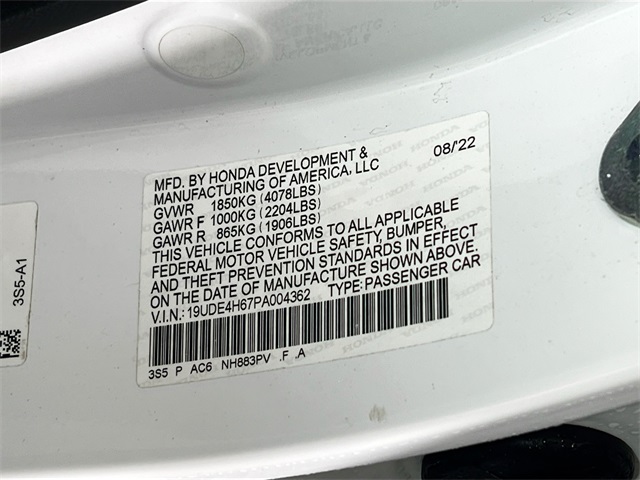 MFD. BY HONDA DEVELOPMENT & 08/'22
MANUFACTURING OF AMERICA, LLC
GVWR 1850KG (4078LBS)
GAWR F 1000KG (2204LBS)
GAWR R 865KG (1906LBS)
THIS VEHICLE CONFORMS TO ALL APPLICABLE
FEDERAL MOTOR VEHICLE SAFETY, BUMPER,
AND THEFT PREVENTION STANDARDS IN EFFECT
ON THE DATE OF MANUFACTURE SHOWN ABOVE.
V.I.N.: 19UDE4H67PA004362 TYPE: PASSENGER CAR
3S5 P AC6 NH883PV .F .A
3S5-A1